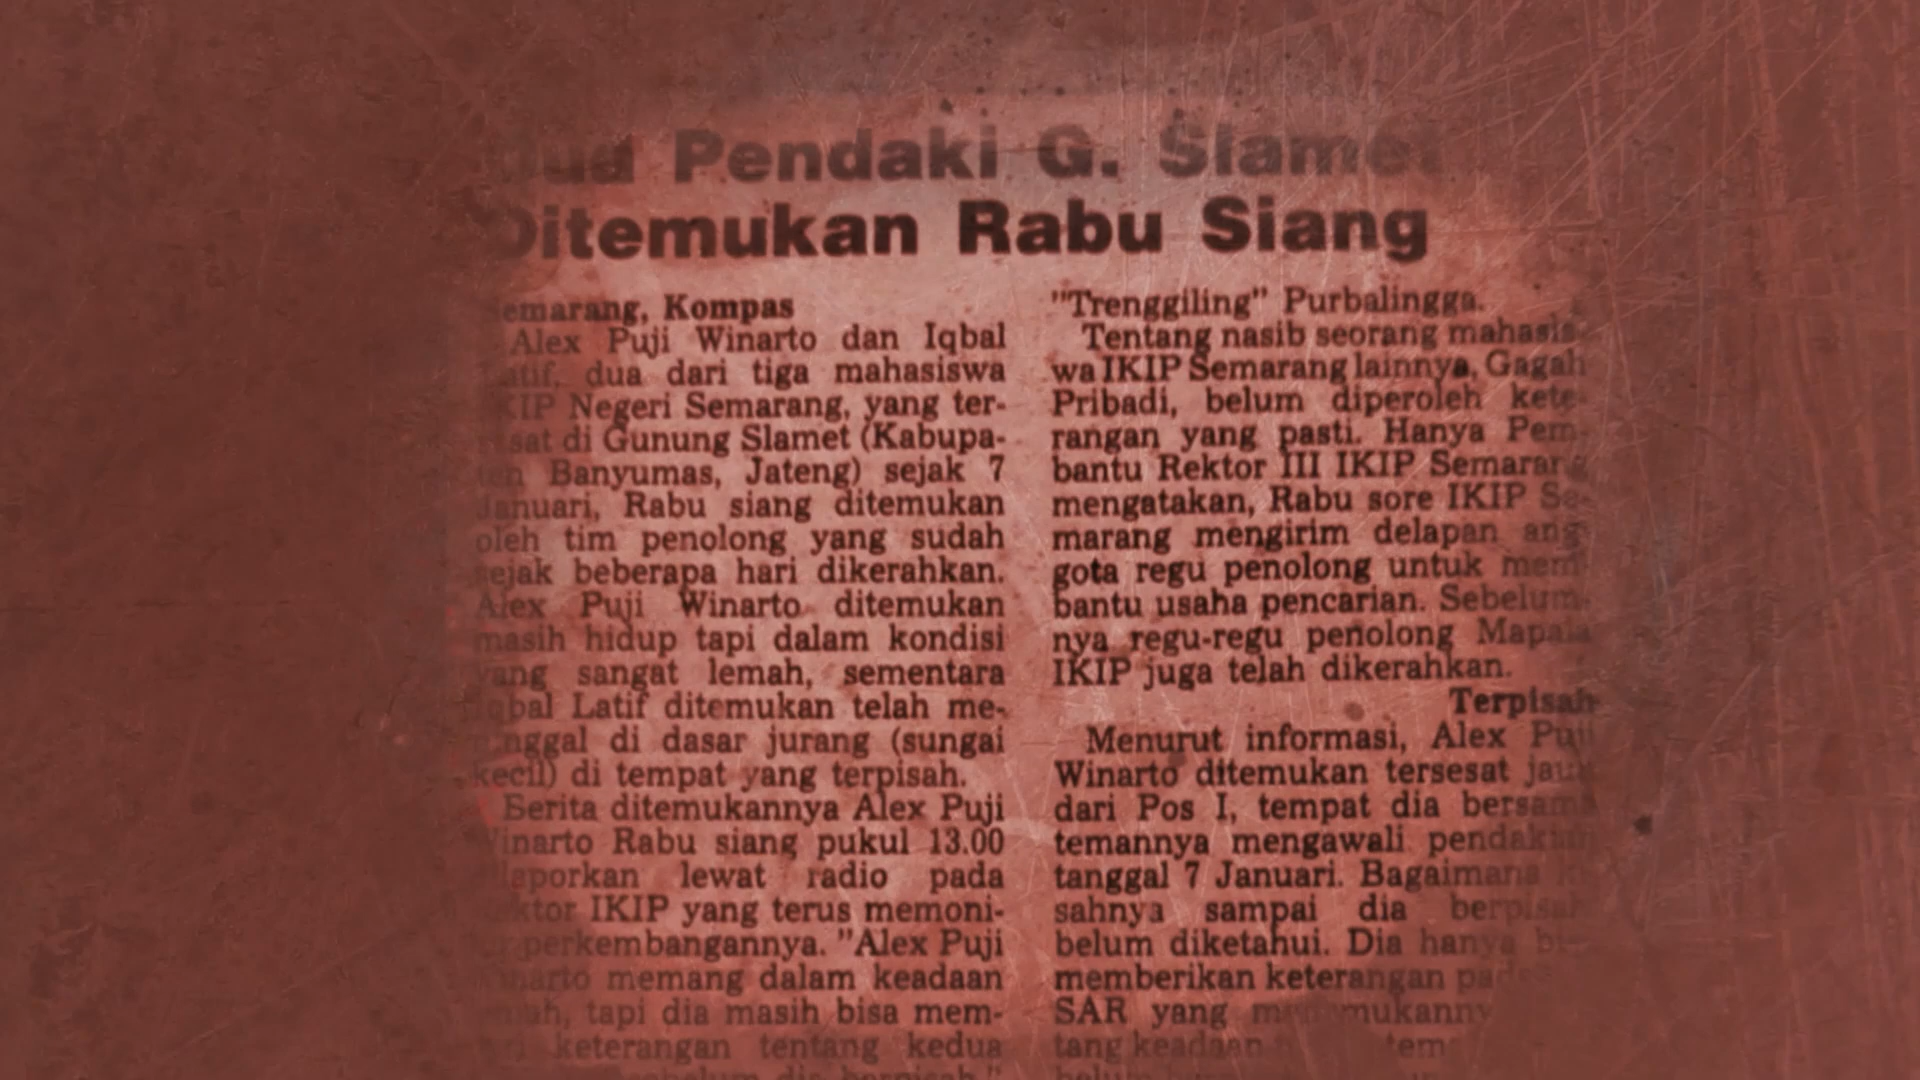 Dua Pendaki G. Slamet
Ditemukan Rabu Siang
Semarang, Kompas
Alex Puji Winarto dan Iqbal
Latif, dua dari tiga mahasiswa
IKIP Negeri Semarang, yang ter-
sesat di Gunung Slamet (Kabupa-
ten Banyumas, Jateng) sejak 7
Januari, Rabu siang ditemukan
oleh tim penolong yang sudah
sejak beberapa hari dikerahkan.
Alex Puji Winarto ditemukan
masih hidup tapi dalam kondisi
yang sangat lemah, sementara
Iqbal Latif ditemukan telah me-
ninggal di dasar jurang (sungai
kecil) di tempat yang terpisah.
Berita ditemukannya Alex Puji
Winarto Rabu siang pukul 13.00
dilaporkan lewat radio pada
Rektor IKIP yang terus memoni-
perkembangannya. "Alex Puji
Winarto memang dalam keadaan
lemah, tapi dia masih bisa mem-
keterangan tentang kedua
sebelum dia berpisah."
"Trenggiling" Purbalingga.
Tentang nasib seorang mahasis-
wa IKIP Semarang lainnya, Gagah
Pribadi, belum diperoleh kete-
rangan yang pasti. Hanya Pem-
bantu Rektor III IKIP Semarang
mengatakan, Rabu sore IKIP Se-
marang mengirim delapan ang-
gota regu penolong untuk mem-
bantu usaha pencarian. Sebelum-
nya regu-regu penolong Mapala
IKIP juga telah dikerahkan.
Terpisah
Menurut informasi, Alex Puji
Winarto ditemukan tersesat jauh
dari Pos I, tempat dia bersama
temannya mengawali pendakian
tanggal 7 Januari. Bagaimana ki-
sahnya sampai dia berpisah
belum diketahui. Dia hanya
memberikan keterangan pada
SAR yang
tang keadaan
belum